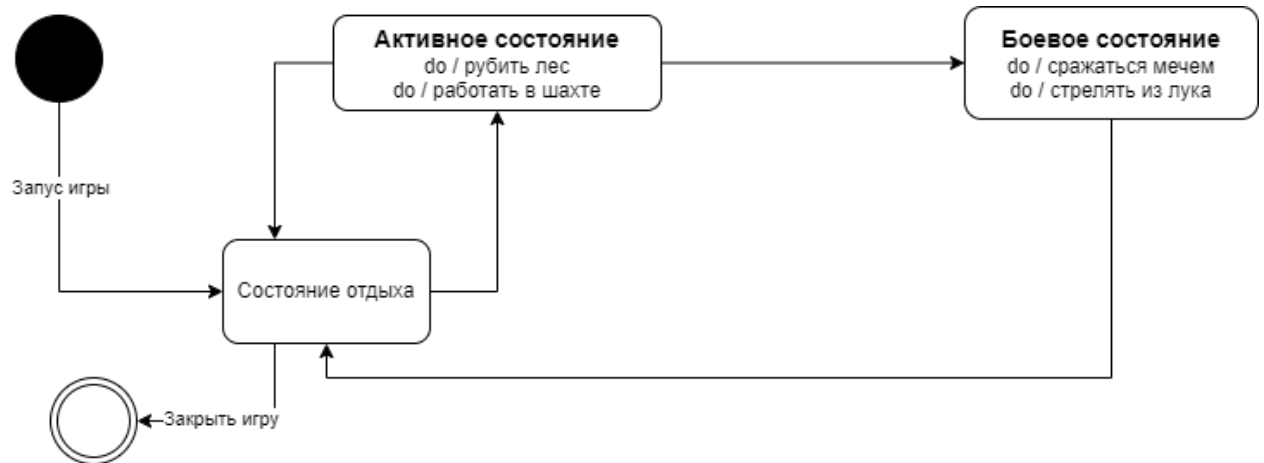 Активное состояние
do / рубить лес
do / работать в шахте
Боевое состояние
do / сражаться мечем
do / стрелять из лука
Запус игры
Состояние отдыха
Закрыть игру